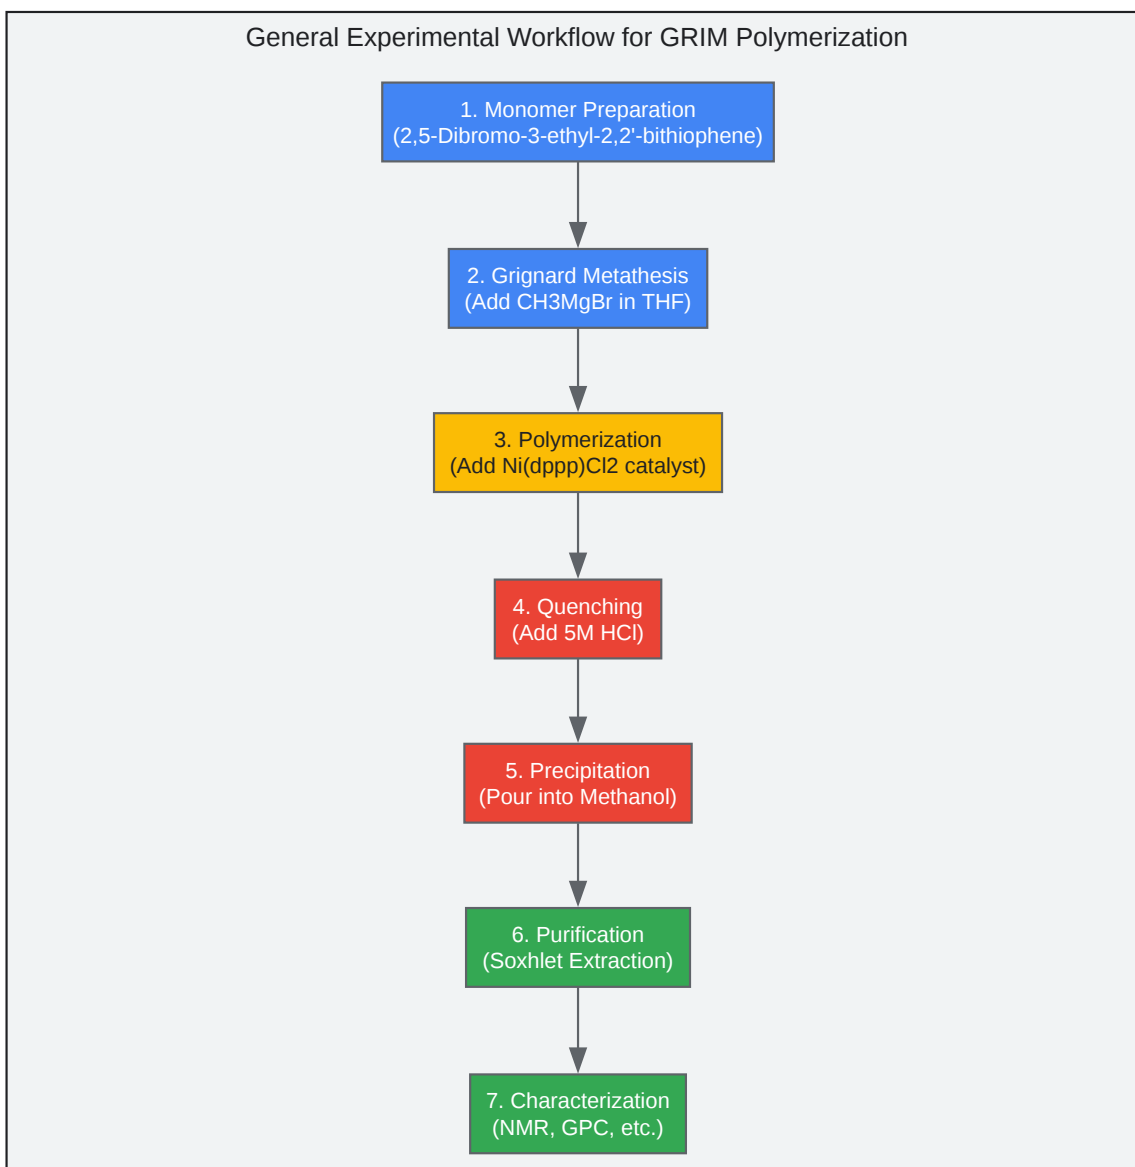 General Experimental Workflow for GRIM Polymerization
1. Monomer Preparation
(2,5-Dibromo-3-ethyl-2,2'-bithiophene)
2. Grignard Metathesis
(Add CH3MgBr in THF)
3. Polymerization
(Add Ni(dppp)Cl2 catalyst)
4. Quenching
(Add 5M HCl)
5. Precipitation
(Pour into Methanol)
6. Purification
(Soxhlet Extraction)
7. Characterization
(NMR, GPC, etc.)